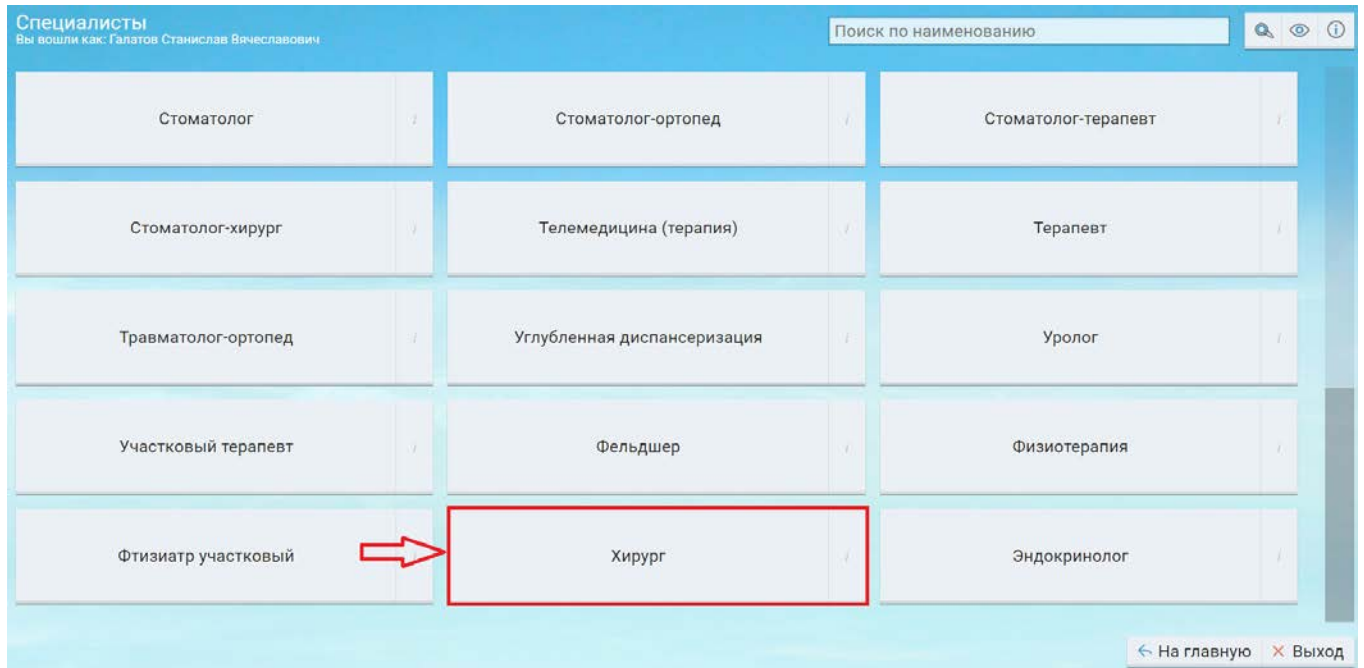 Специалисты
Вы вошли как: Галатов Станислав Вячеславович
Поиск по наименованию
Стоматолог
Стоматолог-ортопед
Стоматолог-терапевт
Стоматолог-хирург
Телемедицина (терапия)
Терапевт
Травматолог-ортопед
Углубленная диспансеризация
Уролог
Участковый терапевт
Фельдшер
Физиотерапия
Фтизиатр участковый
Хирург
Эндокринолог
На главную
Выход